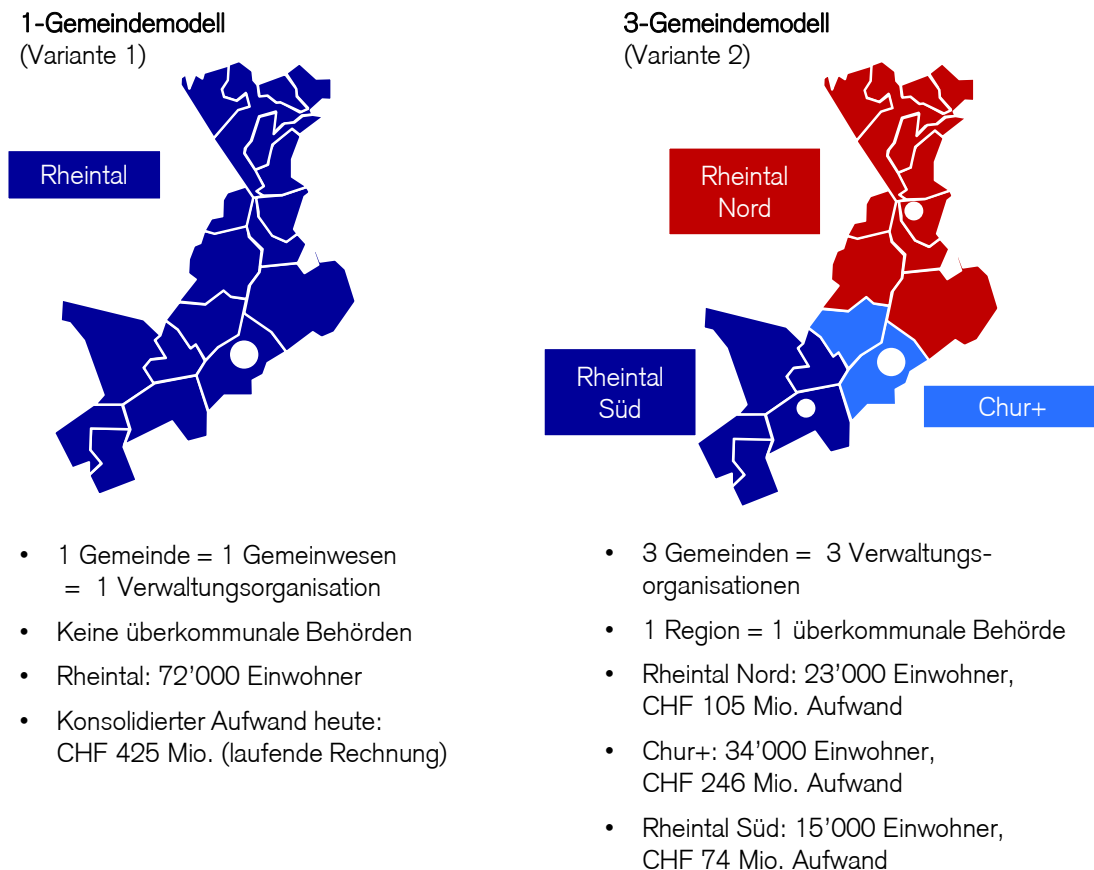 1-Gemeindemodell
(Variante 1)
Rheintal
• 1 Gemeinde = 1 Gemeinwesen
= 1 Verwaltungsorganisation
• Keine überkommunale Behörden
• Rheintal: 72’000 Einwohner
• Konsolidierter Aufwand heute:
CHF 425 Mio. (laufende Rechnung)
3-Gemeindemodell
(Variante 2)
Rheintal
Nord
Rheintal
Süd
Chur+
• 3 Gemeinden = 3 Verwaltungs-
organisationen
• 1 Region = 1 überkommunale Behörde
• Rheintal Nord: 23’000 Einwohner,
CHF 105 Mio. Aufwand
• Chur+: 34’000 Einwohner,
CHF 246 Mio. Aufwand
• Rheintal Süd: 15’000 Einwohner,
CHF 74 Mio. Aufwand